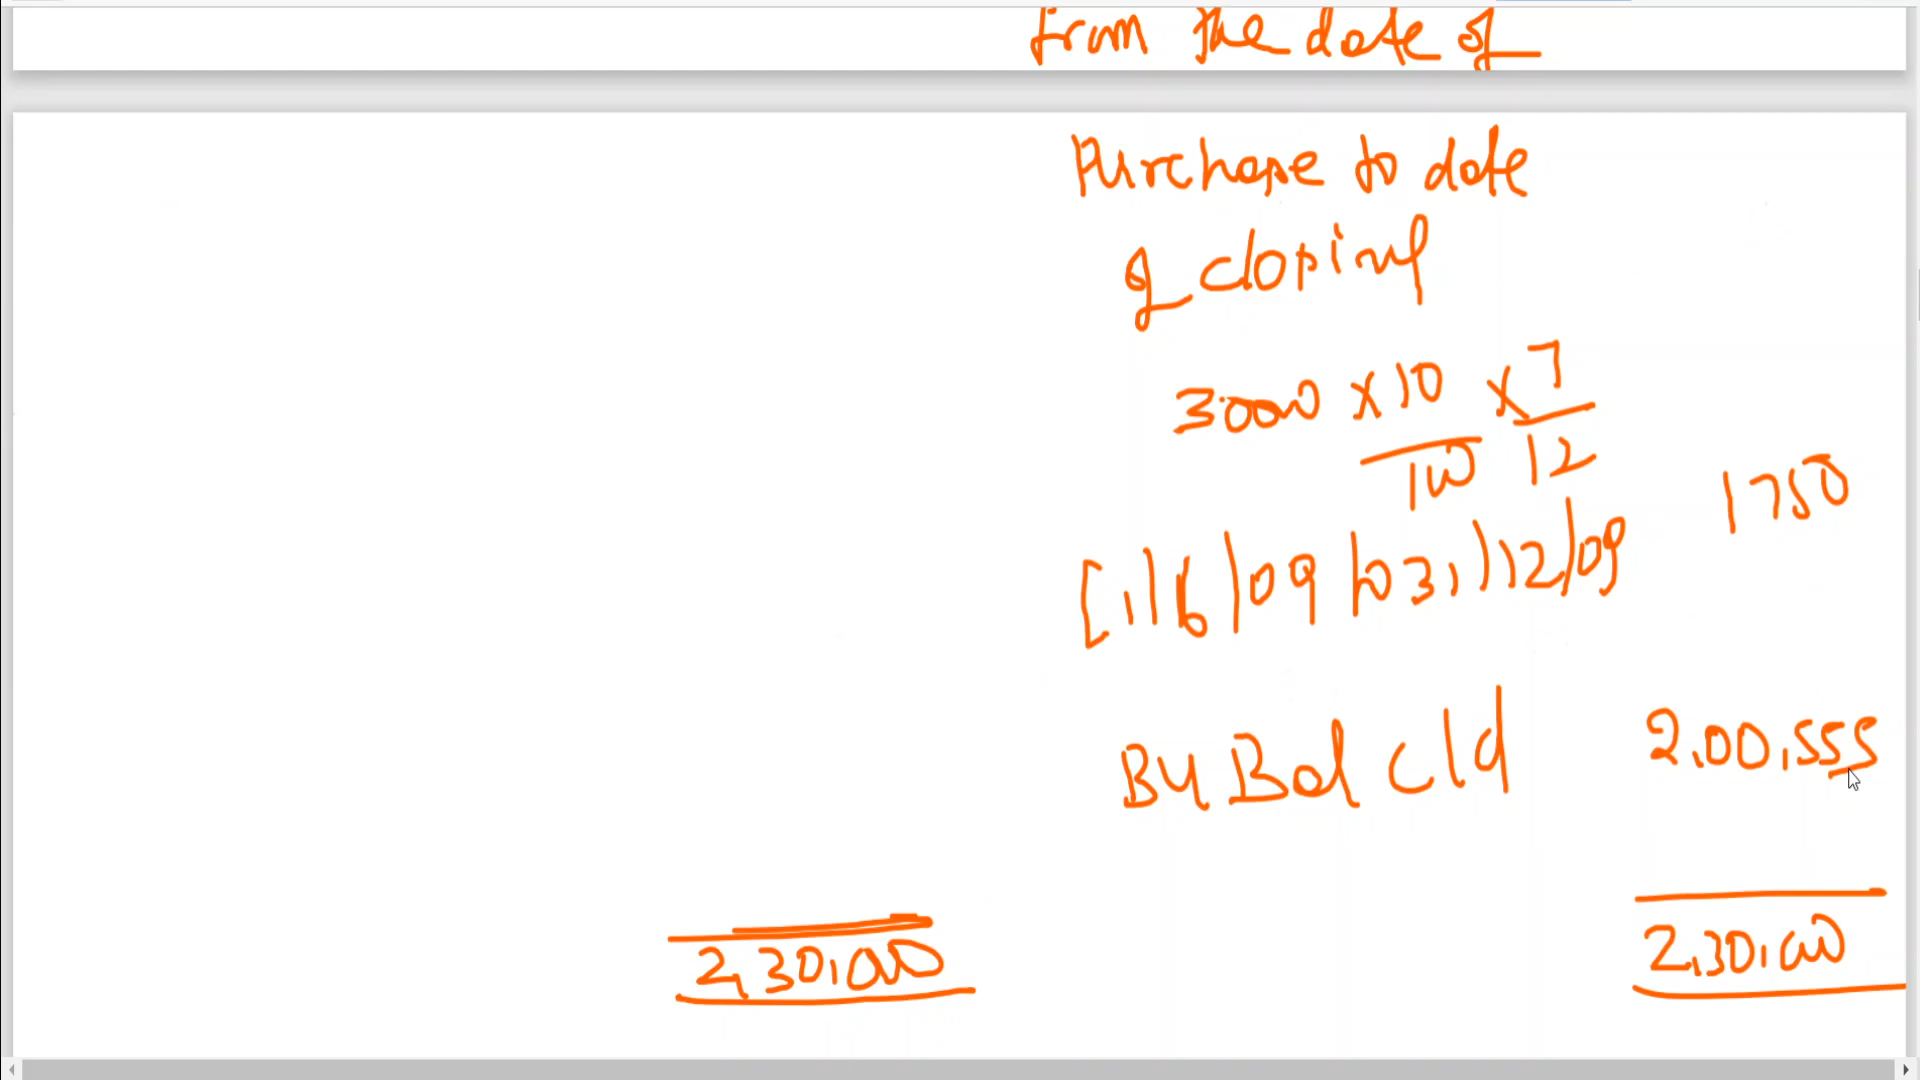 from the date of
Purchase to date
of closing
30000 × 10/100 × 7/12
1750
[1/6/09 to 31/12/09
By Bal c/d 2,00,555
2,30,000 2,30,000